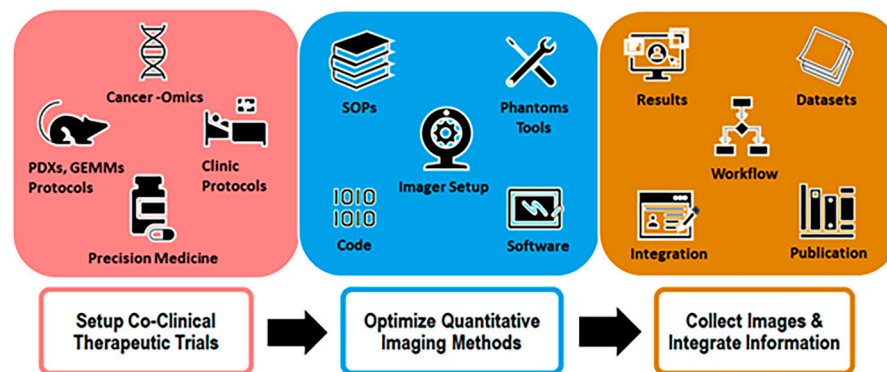 Cancer -Omics
PDXs, GEMMs
Protocols
Clinic
Protocols
Precision Medicine
SOPs
Phantoms
Tools
Imager Setup
1010
1010
Code
Software
Results
Datasets
Workflow
Integration
Publication
Setup Co-Clinical
Therapeutic Trials
Optimize Quantitative
Imaging Methods
Collect Images &
Integrate Information